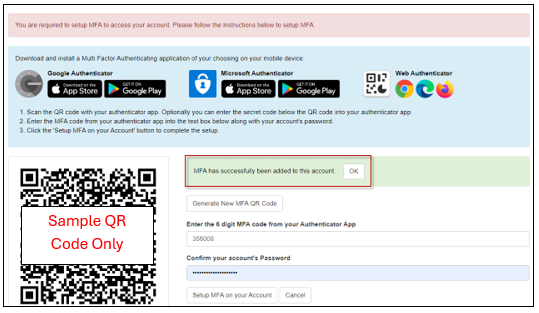 You are required to setup MFA to access your account. Please follow the instructions below to setup MFA.
Download and install a Multi Factor Authenticating application of your choosing on your mobile device:
Google Authenticator
Download on the App Store
GET IT ON Google Play
Microsoft Authenticator
Download on the App Store
GET IT ON Google Play
Web Authenticator
1. Scan the QR code with your authenticator app. Optionally you can enter the secret code below the QR code into your authenticator app.
2. Enter the MFA code from your authenticator app into the text box below along with your account's password.
3. Click the 'Setup MFA on your Account' button to complete the setup.
MFA has successfully been added to this account. OK
Sample QR
Code Only
Generate New MFA QR Code
Enter the 6 digit MFA code from your Authenticator App
356008
Confirm your account's Password
Setup MFA on your Account Cancel